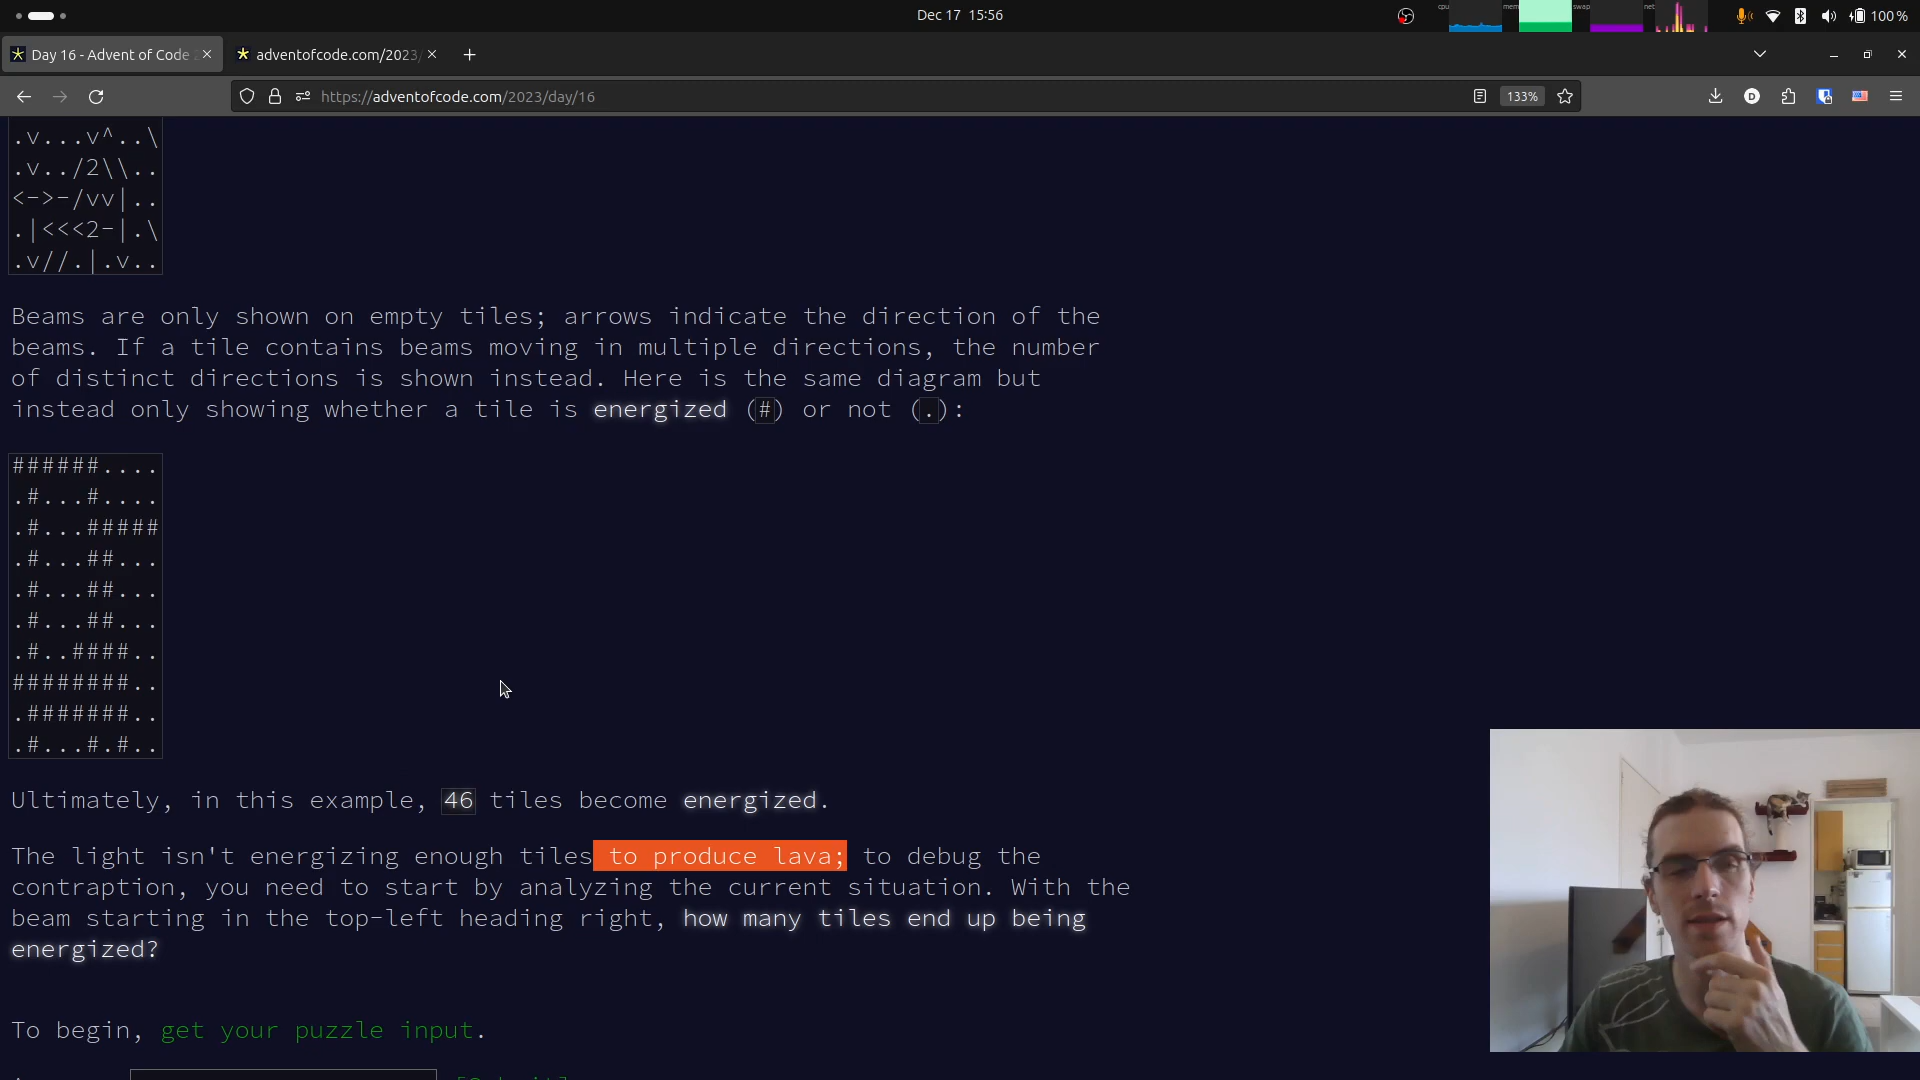 Dec 17 15:56
cpu
mem
swap
net
100 %
Day 16 - Advent of Code
adventofcode.com/2023/
https://adventofcode.com/2023/day/16
133%
.v...v^..\
.v../2\\..
<->-/vv|..
.|<<<2-|.\
.v//.|.v..
Beams are only shown on empty tiles; arrows indicate the direction of the
beams. If a tile contains beams moving in multiple directions, the number
of distinct directions is shown instead. Here is the same diagram but
instead only showing whether a tile is energized (#) or not (.):
######....
.#...#....
.#...#####
.#...##...
.#...##...
.#...##...
.#..####..
########..
.#######..
.#...#.#..
Ultimately, in this example, 46 tiles become energized.
The light isn't energizing enough tiles to produce lava; to debug the
contraption, you need to start by analyzing the current situation. With the
beam starting in the top-left heading right, how many tiles end up being
energized?
To begin, get your puzzle input.